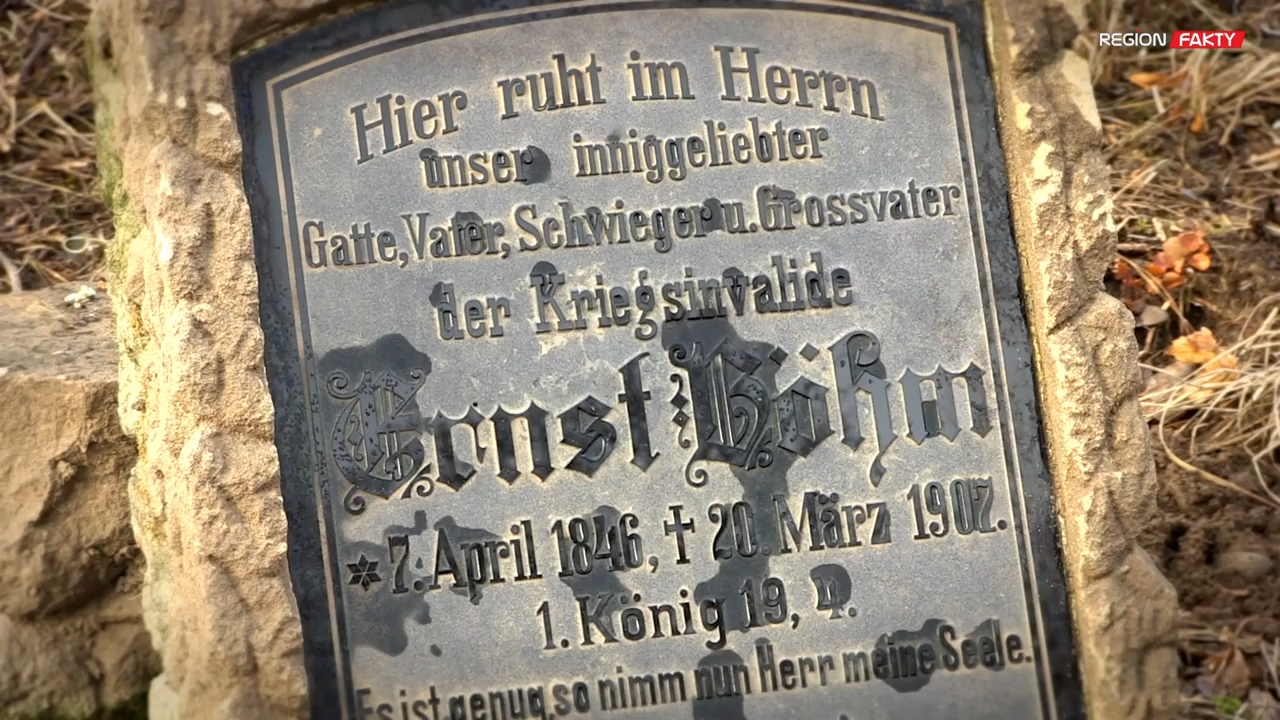 REGION FAKTY
Hier ruht im Herrn
unser inniggeliebter
Gatte, Vater, Schwieger u. Grossvater
der Kriegsinvalide
Ernst Böhm
✶ 7. April 1846, † 20. März 1907.
1. König 19, 4.
Es ist genug, so nimm nun Herr meine Seele.